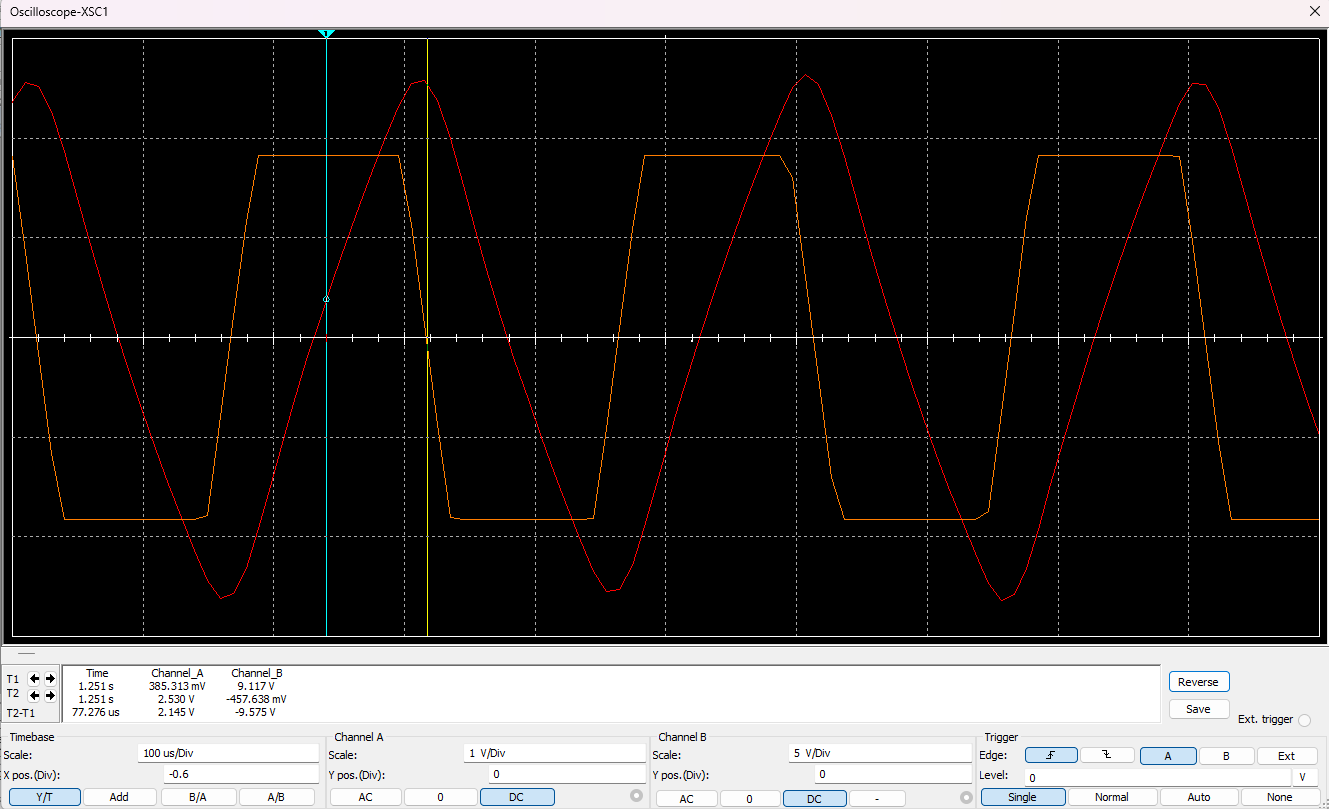 Oscilloscope-XSC1
1
Time Channel_A Channel_B
T1 1.251 s 385.313 mV 9.117 V
T2 1.251 s 2.530 V -457.638 mV
T2-T1 77.276 us 2.145 V -9.575 V
Reverse
Save
Ext. trigger
Timebase Channel A Channel B Trigger
Scale: 100 us/Div Scale: 1 V/Div Scale: 5 V/Div Edge: A B Ext
X pos.(Div): -0.6 Y pos.(Div): 0 Y pos.(Div): 0 Level: 0 V
Y/T Add B/A A/B AC 0 DC AC 0 DC - Single Normal Auto None